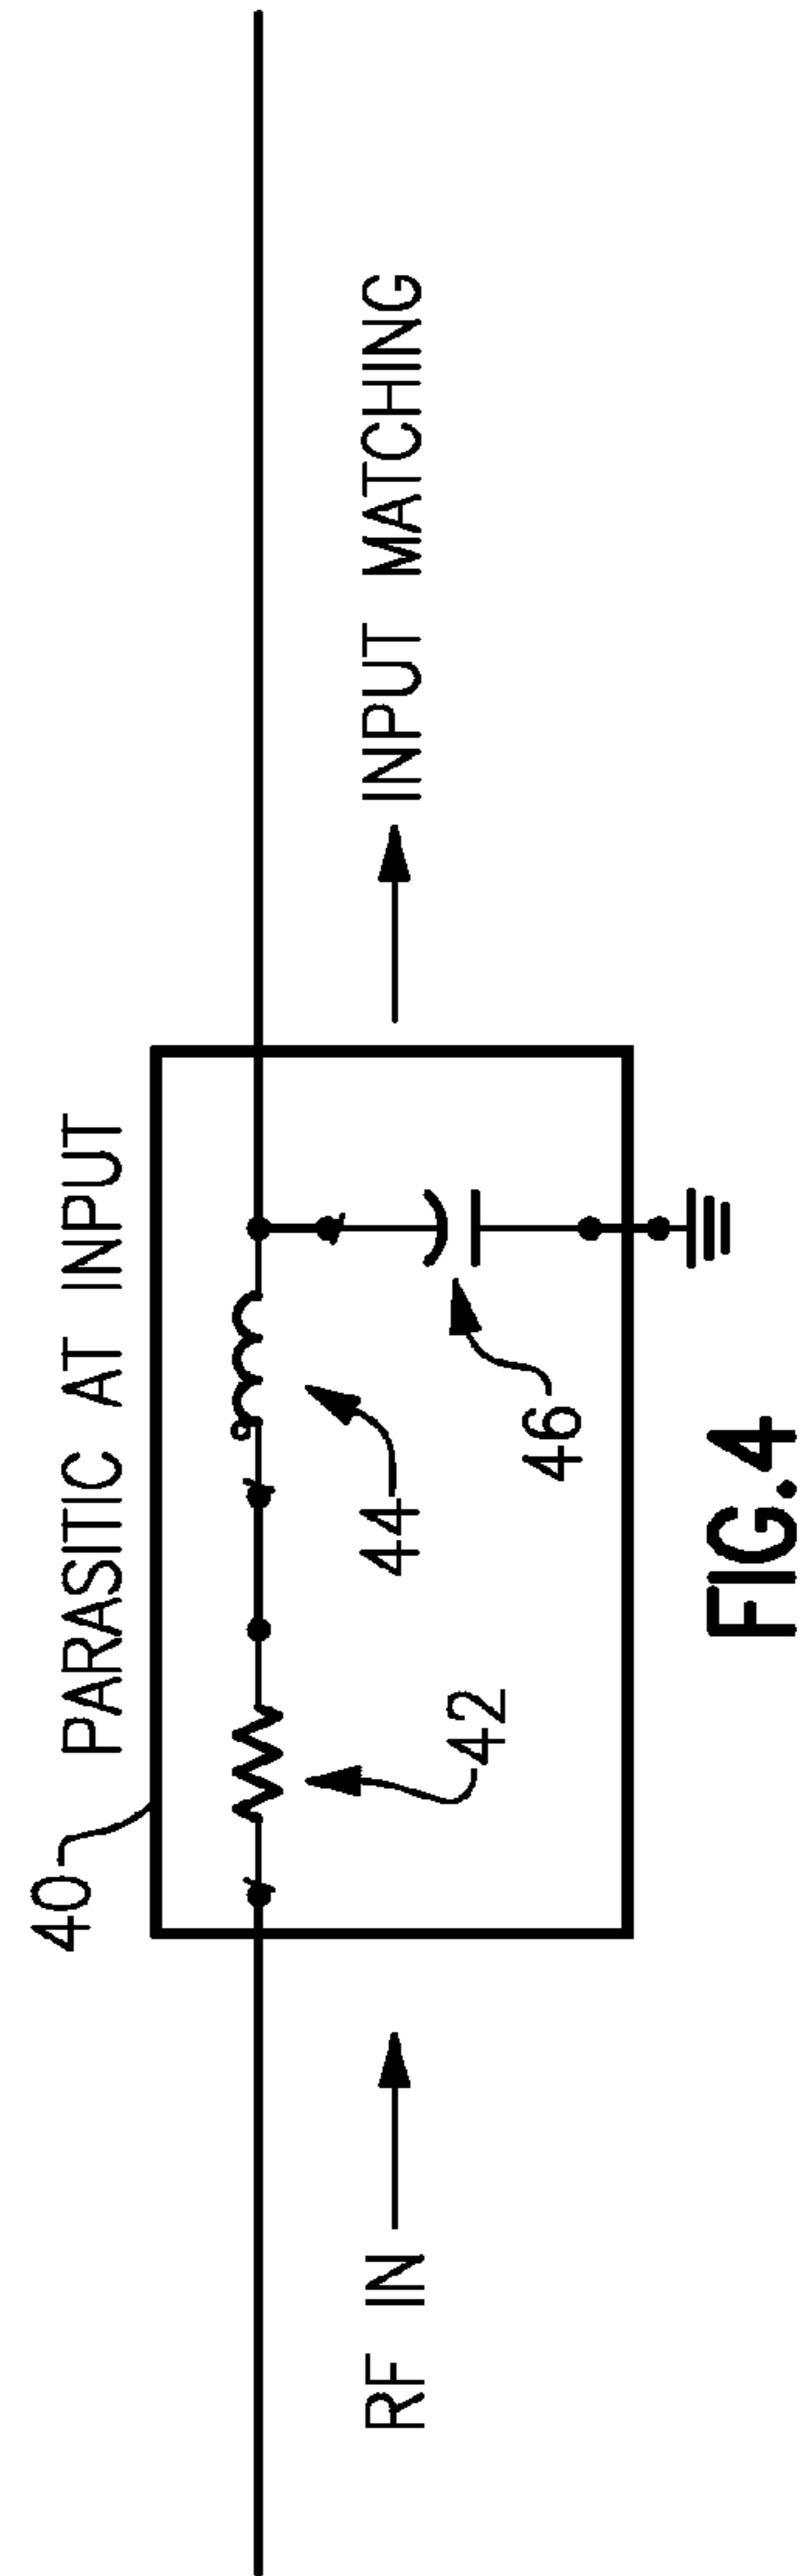 40
PARASITIC AT INPUT
RF IN
INPUT MATCHING
42
44
46
FIG.4